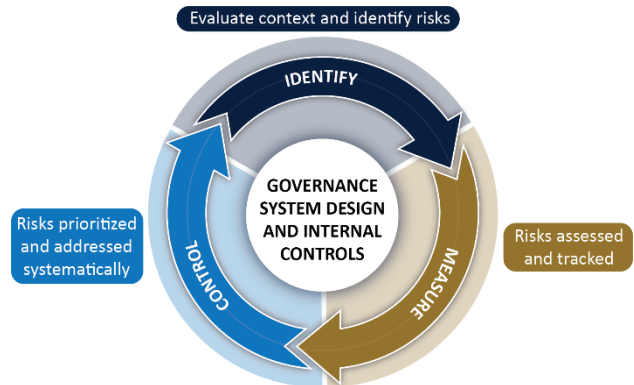 Evaluate context and identify risks
IDENTIFY
GOVERNANCE
SYSTEM DESIGN
AND INTERNAL
CONTROLS
Risks prioritized
and addressed
systematically
CONTROL
Risks assessed
and tracked
MEASURE